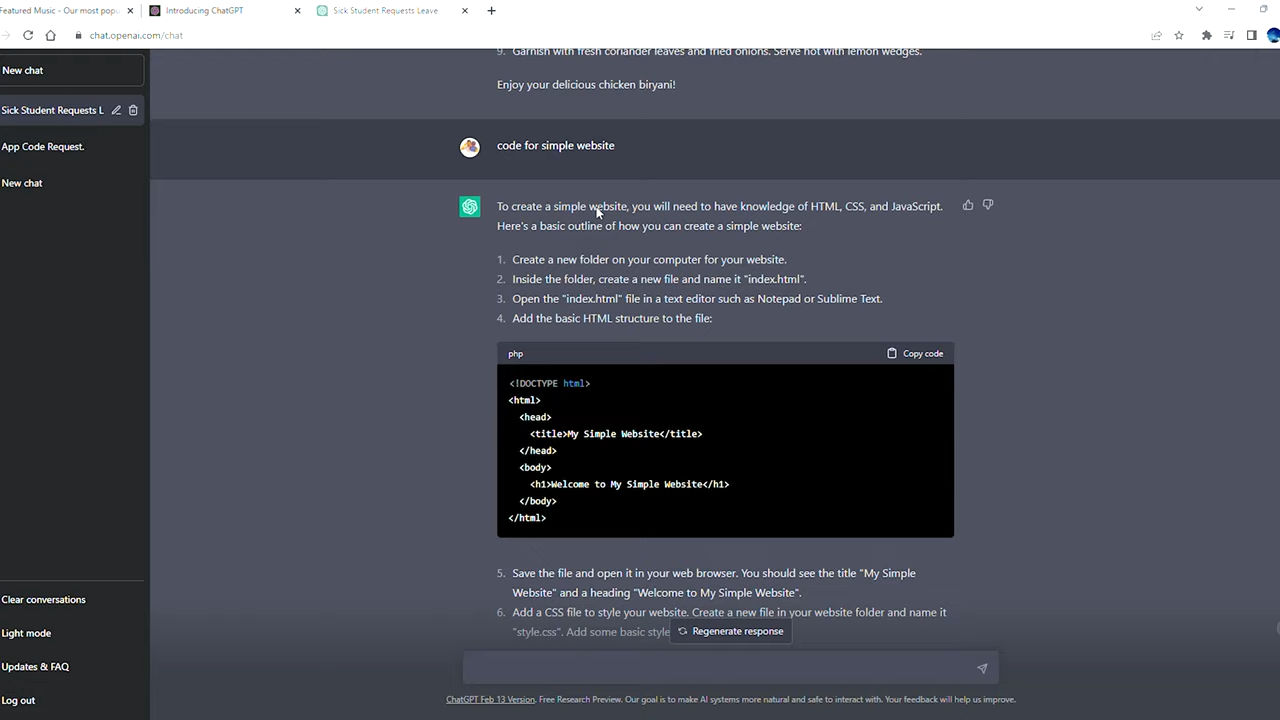 Featured Music - Our most popu
Introducing ChatGPT
Sick Student Requests Leave
chat.openai.com/chat
New chat
Sick Student Requests L
App Code Request.
New chat
9. Garnish with fresh coriander leaves and fried onions. Serve hot with lemon wedges.
Enjoy your delicious chicken biryani!
code for simple website
To create a simple website, you will need to have knowledge of HTML, CSS, and JavaScript.
Here's a basic outline of how you can create a simple website:
1. Create a new folder on your computer for your website.
2. Inside the folder, create a new file and name it "index.html".
3. Open the "index.html" file in a text editor such as Notepad or Sublime Text.
4. Add the basic HTML structure to the file:
php
Copy code
<!DOCTYPE html>
<html>
<head>
<title>My Simple Website</title>
</head>
<body>
<h1>Welcome to My Simple Website</h1>
</body>
</html>
5. Save the file and open it in your web browser. You should see the title "My Simple
Website" and a heading "Welcome to My Simple Website".
6. Add a CSS file to style your website. Create a new file in your website folder and name it
"style.css". Add some basic style
Regenerate response
Clear conversations
Light mode
Updates & FAQ
Log out
ChatGPT Feb 13 Version. Free Research Preview. Our goal is to make AI systems more natural and safe to interact with. Your feedback will help us improve.